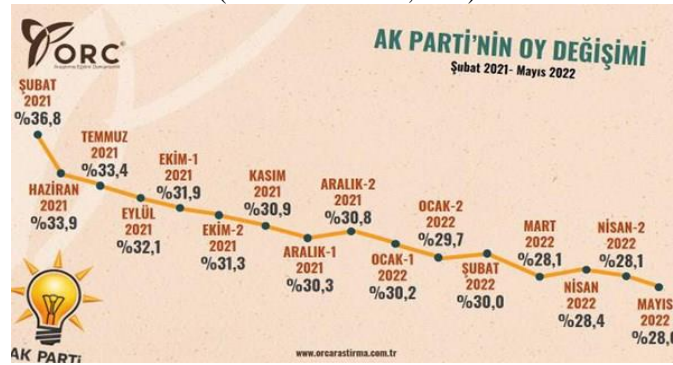 ORC
AK PARTİ'NİN OY DEĞİŞİMİ
Şubat 2021- Mayıs 2022
ŞUBAT
2021
%36,8
HAZİRAN
2021
%33,9
TEMMUZ
2021
%33,4
EYLÜL
2021
%32,1
EKİM-1
2021
%31,9
EKİM-2
2021
%31,3
KASIM
2021
%30,9
ARALIK-1
2021
%30,3
ARALIK-2
2021
%30,8
OCAK-1
2022
%30,2
OCAK-2
2022
%29,7
ŞUBAT
2022
%30,0
MART
2022
%28,1
NİSAN
2022
%28,4
NİSAN-2
2022
%28,1
MAYIS
2022
AK PARTİ
www.orcarastirma.com.tr